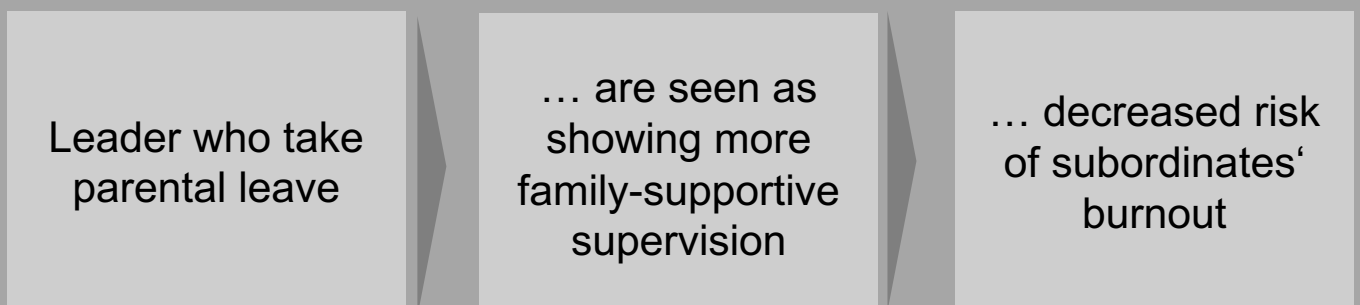 Leader who take
parental leave
… are seen as
showing more
family-supportive
supervision
… decreased risk
of subordinates‘
burnout